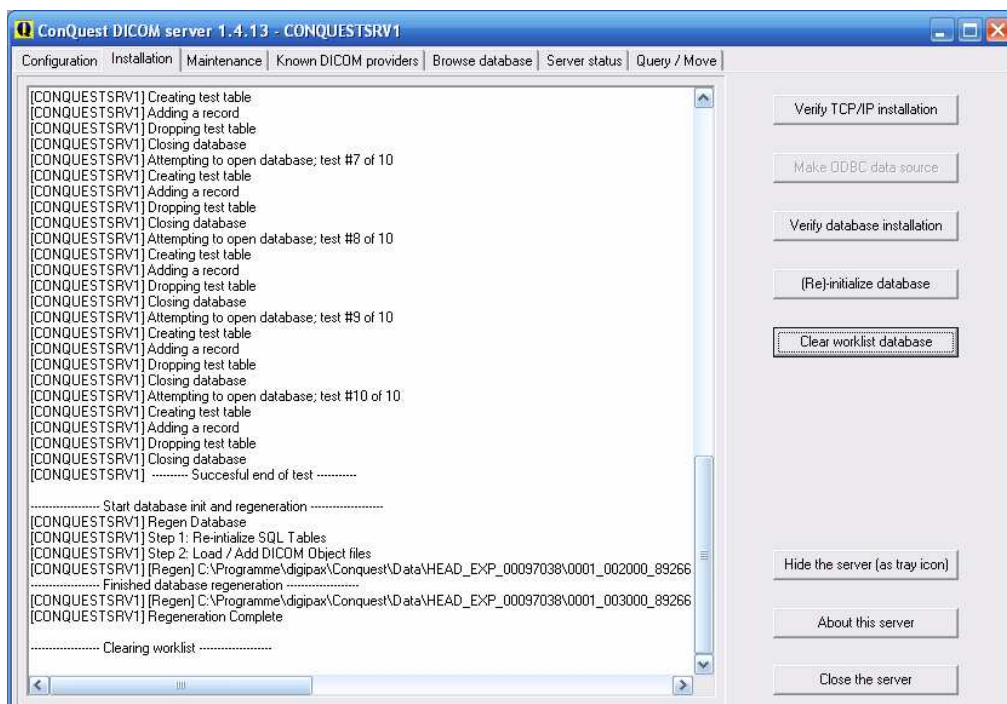 ConQuest DICOM server 1.4.13 - CONQUESTSRV1
Configuration Installation Maintenance Known DICOM providers Browse database Server status Query / Move
[CONQUESTSRV1] Creating test table
[CONQUESTSRV1] Adding a record
[CONQUESTSRV1] Dropping test table
[CONQUESTSRV1] Closing database
[CONQUESTSRV1] Attempting to open database; test #7 of 10
[CONQUESTSRV1] Creating test table
[CONQUESTSRV1] Adding a record
[CONQUESTSRV1] Dropping test table
[CONQUESTSRV1] Closing database
[CONQUESTSRV1] Attempting to open database; test #8 of 10
[CONQUESTSRV1] Creating test table
[CONQUESTSRV1] Adding a record
[CONQUESTSRV1] Dropping test table
[CONQUESTSRV1] Closing database
[CONQUESTSRV1] Attempting to open database; test #9 of 10
[CONQUESTSRV1] Creating test table
[CONQUESTSRV1] Adding a record
[CONQUESTSRV1] Dropping test table
[CONQUESTSRV1] Closing database
[CONQUESTSRV1] Attempting to open database; test #10 of 10
[CONQUESTSRV1] Creating test table
[CONQUESTSRV1] Adding a record
[CONQUESTSRV1] Dropping test table
[CONQUESTSRV1] Closing database
[CONQUESTSRV1] ---------- Succesful end of test -----------
------------------- Start database init and regeneration --------------------
[CONQUESTSRV1] Regen Database
[CONQUESTSRV1] Step 1: Re-intialize SQL Tables
[CONQUESTSRV1] Step 2: Load / Add DICOM Object files
[CONQUESTSRV1] [Regen] C:\Programme\digipax\Conquest\Data\HEAD_EXP_00097038\0001_002000_89266
------------------- Finished database regeneration --------------------
[CONQUESTSRV1] [Regen] C:\Programme\digipax\Conquest\Data\HEAD_EXP_00097038\0001_003000_89266
[CONQUESTSRV1] Regeneration Complete
------------------- Clearing worklist --------------------
Verify TCP/IP installation
Make ODBC data source
Verify database installation
(Re)-initialize database
Clear worklist database
Hide the server (as tray icon)
About this server
Close the server